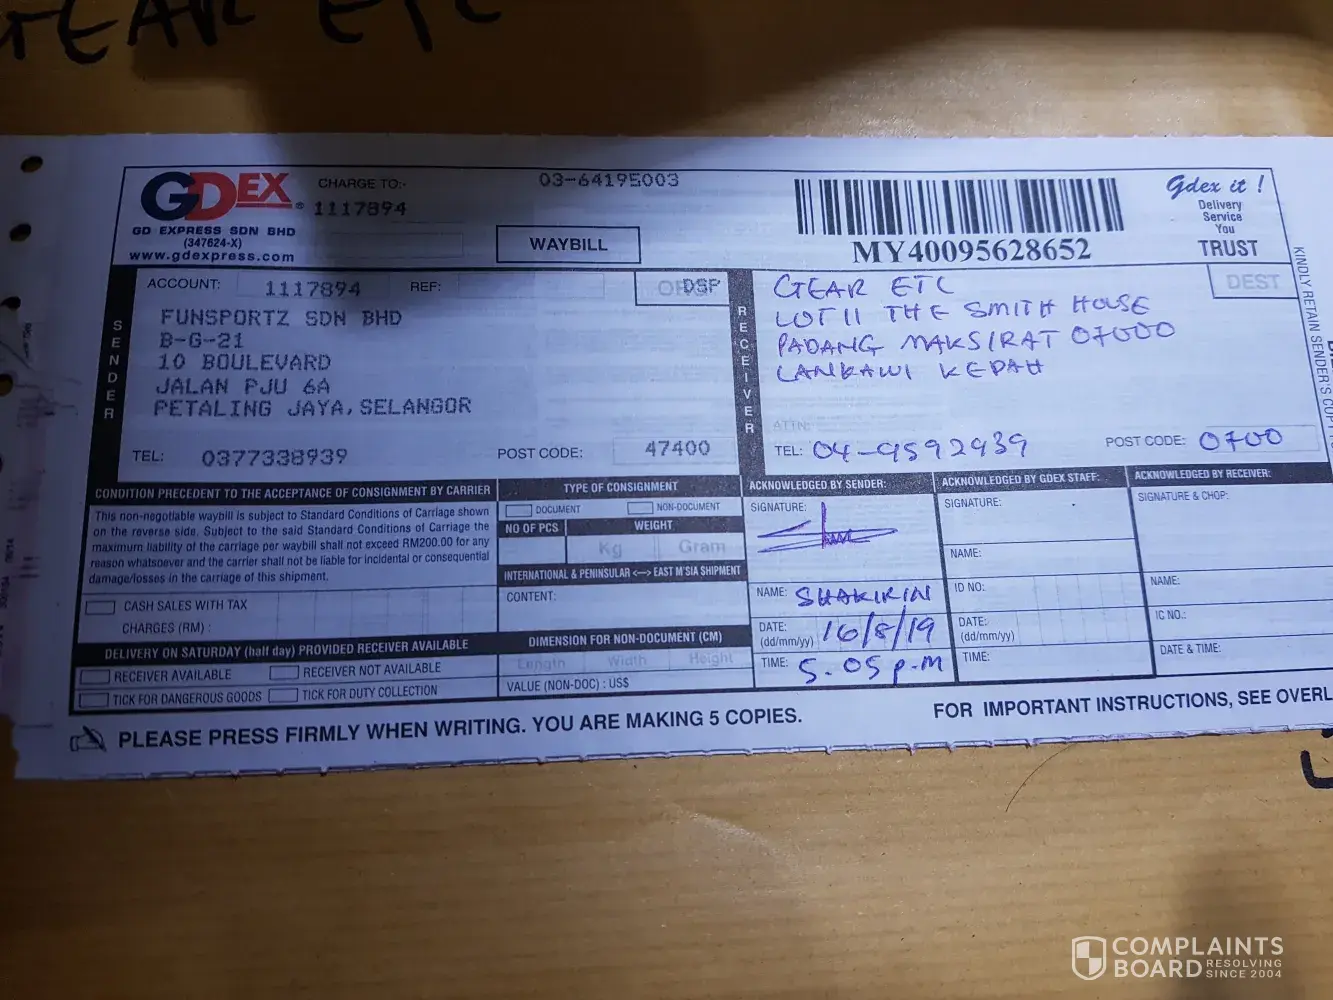 GEAR ETC
GDEX
®
GD EXPRESS SDN BHD
(347624-X)
www.gdexpress.com
CHARGE TO:-
1117894
03-64195003
WAYBILL
MY40095628652
Gdex it !
Delivery
Service
You
TRUST
SENDER
ACCOUNT: 1117894 REF:
ORG DSP
FUNSPORTZ SDN BHD
B-G-21
10 BOULEVARD
JALAN PJU 6A
PETALING JAYA,SELANGOR
TEL: 0377338939 POST CODE: 47400
RECEIVER
DEST
GEAR ETC
LOT 11 THE SMITH HOUSE
PADANG MAKSIRAT 07000
LANKAWI KEDAH
ATTN:
TEL: 04-9592939 POST CODE: 0700
KINDLY RETAIN SENDER'S COPY
CONDITION PRECEDENT TO THE ACCEPTANCE OF CONSIGNMENT BY CARRIER
This non-negotiable waybill is subject to Standard Conditions of Carriage shown
on the reverse side. Subject to the said Standard Conditions of Carriage the
maximum liability of the carriage per waybill shall not exceed RM200.00 for any
reason whatsoever and the carrier shall not be liable for incidental or consequential
damage/losses in the carriage of this shipment.
CASH SALES WITH TAX
CHARGES (RM) :
DELIVERY ON SATURDAY (half day) PROVIDED RECEIVER AVAILABLE
RECEIVER AVAILABLE RECEIVER NOT AVAILABLE
TICK FOR DANGEROUS GOODS TICK FOR DUTY COLLECTION
TYPE OF CONSIGNMENT
DOCUMENT NON-DOCUMENT
NO OF PCS WEIGHT
Kg Gram
INTERNATIONAL & PENINSULAR <--> EAST M'SIA SHIPMENT
CONTENT:
DIMENSION FOR NON-DOCUMENT (CM)
Length Width Height
VALUE (NON-DOC) : US$
ACKNOWLEDGED BY SENDER:
SIGNATURE:
NAME: SHAKIRIN
DATE: 16/8/19
(dd/mm/yy)
TIME: 5.05 p.m
ACKNOWLEDGED BY GDEX STAFF:
SIGNATURE:
NAME:
ID NO:
DATE:
(dd/mm/yy)
TIME:
ACKNOWLEDGED BY RECEIVER:
SIGNATURE & CHOP:
NAME:
IC NO.:
DATE & TIME:
PLEASE PRESS FIRMLY WHEN WRITING. YOU ARE MAKING 5 COPIES.
FOR IMPORTANT INSTRUCTIONS, SEE OVERL
COMPLAINTS
BOARD RESOLVING
SINCE 2004